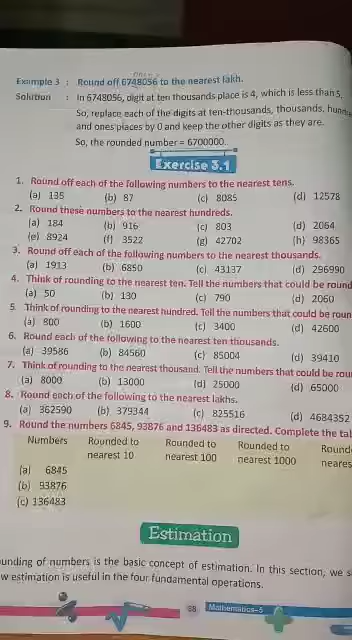 Example 3 : Round off 6748056 to the nearest lakh.
Solution : In 6748056, digit at ten thousands place is 4, which is less than 5,
So, replace each of the digits at ten-thousands, thousands,
and ones places by 0 and keep the other digits as they are.
So, the rounded number = 6700000.
Exercise 3.1
1. Round off each of the following numbers to the nearest tens.
(a) 135 (b) 87 (c) 8085 (d) 12578
2. Round these numbers to the nearest hundreds.
(a) 184 (b) 916 (c) 803 (d) 2064
(e) 8924 (f) 3522 (g) 42702 (h) 98365
3. Round off each of the following numbers to the nearest thousands.
(a) 1913 (b) 6850 (c) 43137 (d) 296990
4. Think of rounding to the nearest ten. Tell the numbers that could be round
(a) 50 (b) 130 (c) 790 (d) 2060
5. Think of rounding to the nearest hundred. Tell the numbers that could be roun
(a) 800 (b) 1600 (c) 3400 (d) 42600
6. Round each of the following to the nearest ten thousands.
(a) 39586 (b) 84560 (c) 85004 (d) 39410
7. Think of rounding to the nearest thousand. Tell the numbers that could be rou
(a) 8000 (b) 13000 (d) 25000 (d) 65000
8. Round each of the following to the nearest lakhs.
(a) 362590 (b) 379344 (c) 825516 (d) 4684352
9. Round the numbers 6845, 93876 and 136483 as directed. Complete the tal
Numbers Rounded to Rounded to Rounded to Round
nearest 10 nearest 100 nearest 1000 neares
(a) 6845
(b) 93876
(c) 136483
Estimation
unding of numbers is the basic concept of estimation. In this section, we s
w estimation is useful in the four fundamental operations.
38 Mathematics-5